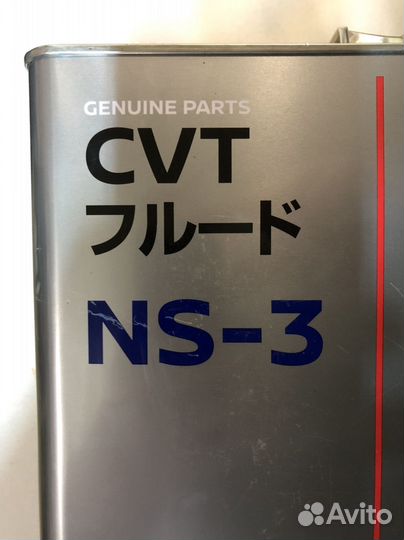 GENUINE PARTS
CVT
フルード
NS-3
Avito